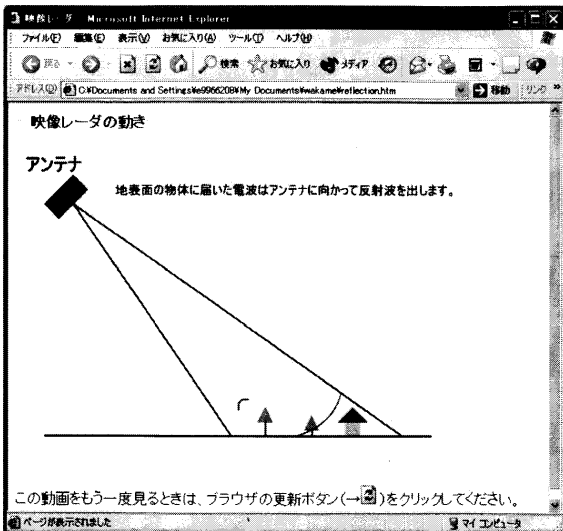 映像レーダ Microsoft Internet Explorer
ファイル(F) 編集(E) 表示(V) お気に入り(A) ツール(T) ヘルプ(H)
戻る 検索 お気に入り メディア
アドレス(D) C:¥Documents and Settings¥e9966208¥My Documents¥wakame¥reflection.htm 移動 リンク »
映像レーダの動き
アンテナ
地表面の物体に届いた電波はアンテナに向かって反射波を出します。
この動画をもう一度見るときは、ブラウザの更新ボタン(→ )をクリックしてください。
ページが表示されました マイ コンピュータ